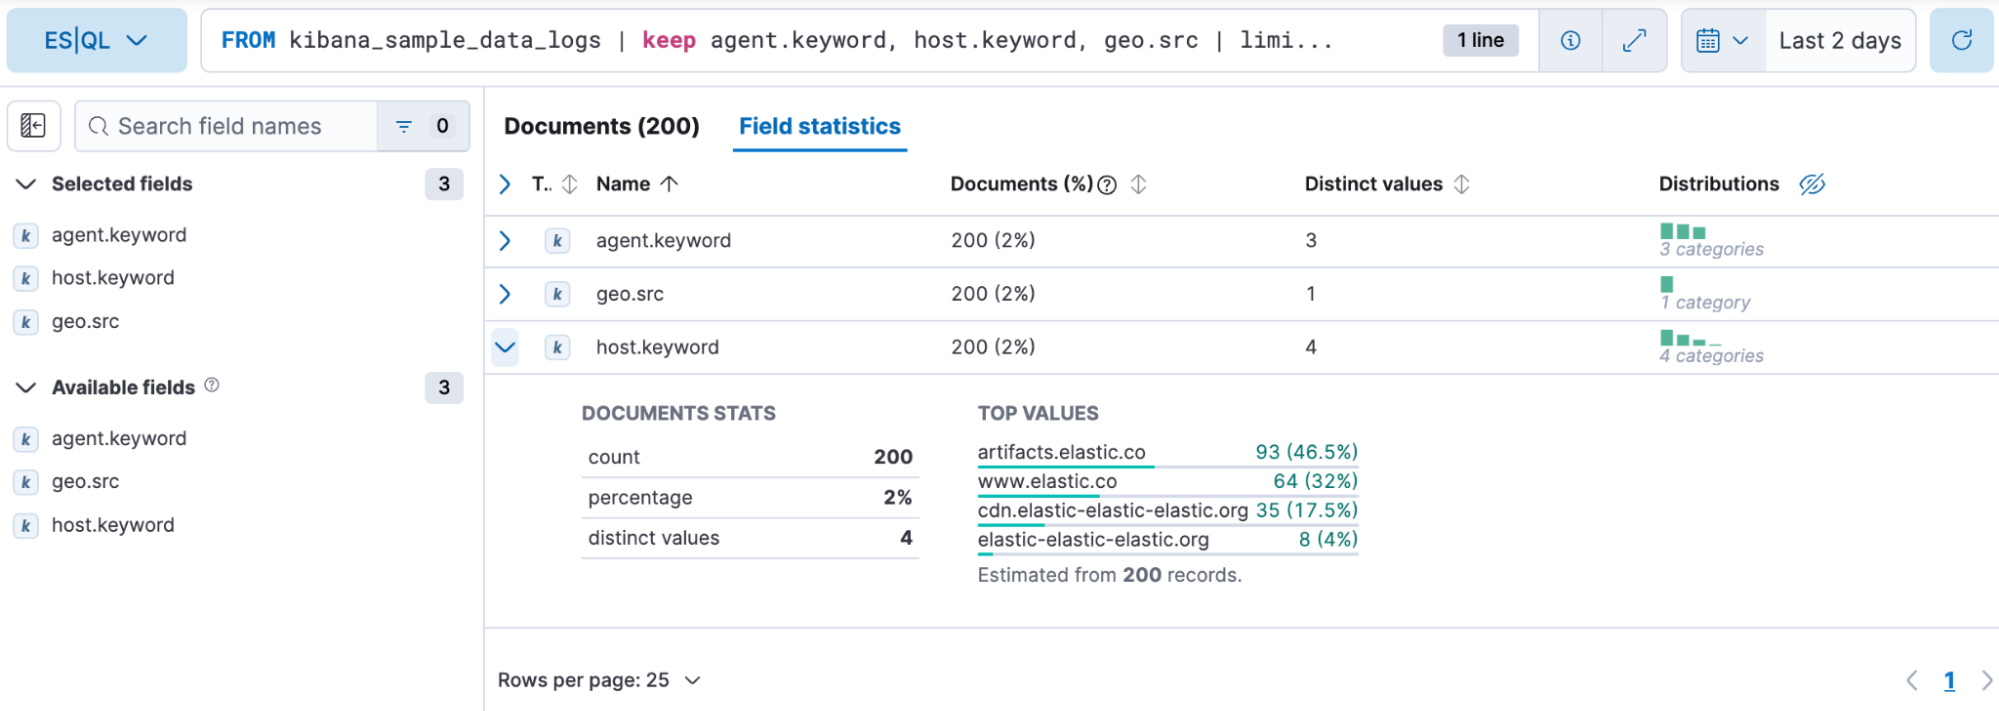 ES|QL FROM kibana_sample_data_logs | keep agent.keyword, host.keyword, geo.src | limi... 1 line Last 2 days
Search field names 0
Documents (200) Field statistics
Selected fields 3
k agent.keyword
k host.keyword
k geo.src
Available fields 3
k agent.keyword
k geo.src
k host.keyword
T.. Name Documents (%) Distinct values Distributions
k agent.keyword 200 (2%) 3 3 categories
k geo.src 200 (2%) 1 1 category
k host.keyword 200 (2%) 4 4 categories
DOCUMENTS STATS
count 200
percentage 2%
distinct values 4
TOP VALUES
artifacts.elastic.co 93 (46.5%)
www.elastic.co 64 (32%)
cdn.elastic-elastic-elastic.org 35 (17.5%)
elastic-elastic-elastic.org 8 (4%)
Estimated from 200 records.
Rows per page: 25 1